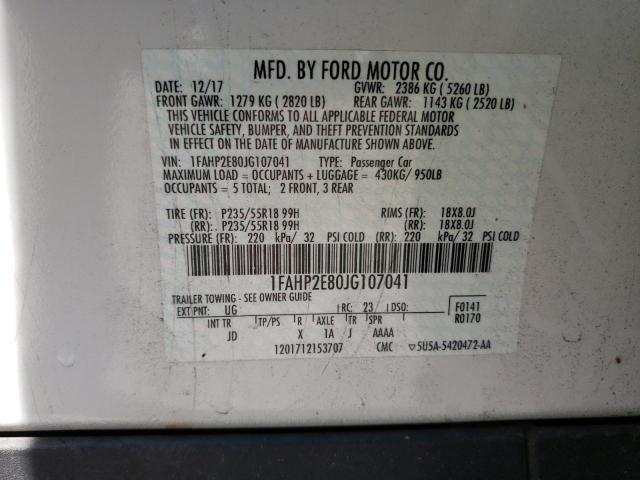 MFD. BY FORD MOTOR CO.
DATE: 12/17 GVWR: 2386 KG ( 5260 LB)
FRONT GAWR: 1279 KG ( 2820 LB) REAR GAWR: 1143 KG ( 2520 LB)
THIS VEHICLE CONFORMS TO ALL APPLICABLE FEDERAL MOTOR
VEHICLE SAFETY, BUMPER, AND THEFT PREVENTION STANDARDS
IN EFFECT ON THE DATE OF MANUFACTURE SHOWN ABOVE.
VIN: 1FAHP2E80JG107041 TYPE: Passenger Car
MAXIMUM LOAD = OCCUPANTS + LUGGAGE = 430KG/ 950LB
OCCUPANTS = 5 TOTAL; 2 FRONT, 3 REAR
TIRE (FR): P235/55R18 99H RIMS (FR): 18X8.0J
(RR): P235/55R18 99H (RR): 18X8.0J
PRESSURE (FR): 220 kPa/ 32 PSI COLD (RR): 220 kPa/ 32 PSI COLD
1FAHP2E80JG107041
TRAILER TOWING - SEE OWNER GUIDE
EXT PNT: UG RC: 23 DSO: F0141
INT TR TP/PS R AXLE TR SPR R0170
JD X 1A J AAAA
1201712153707 CMC ▽5U5A-5420472-AA